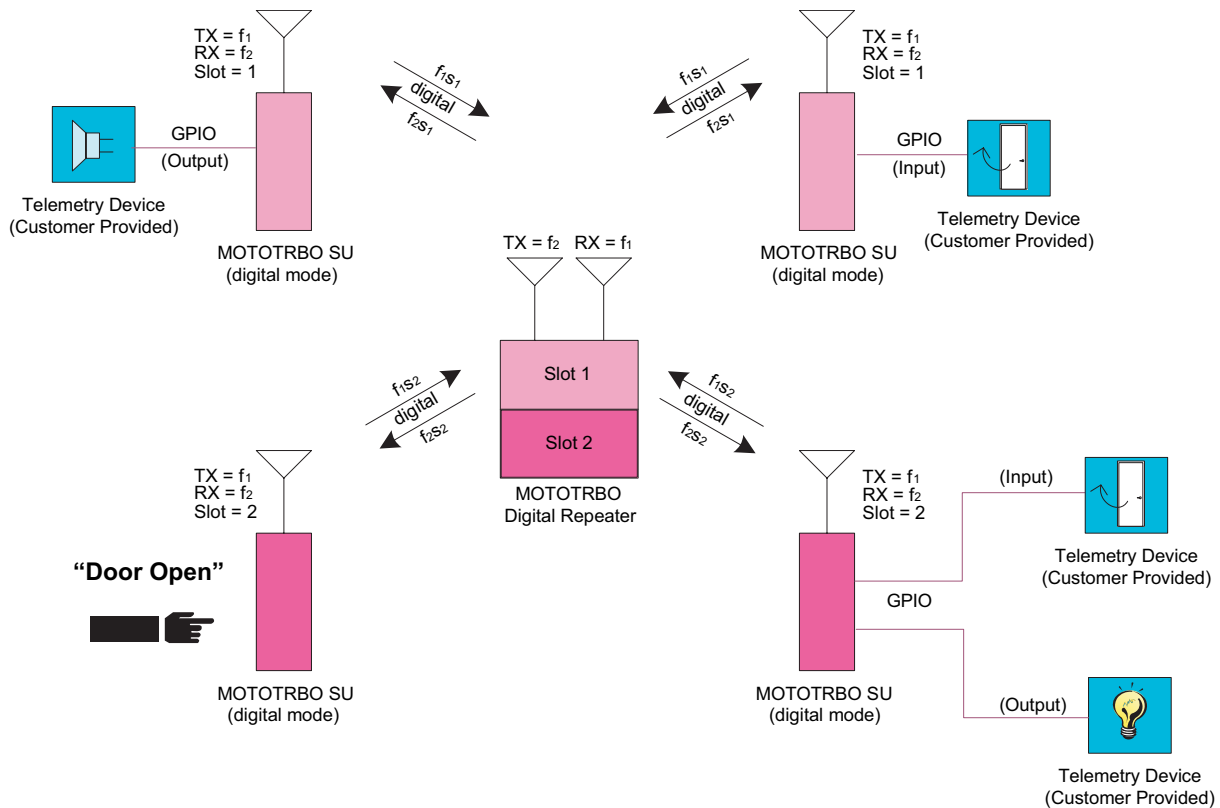 TX = f1
RX = f2
Slot = 1
GPIO
(Output)
Telemetry Device
(Customer Provided)
MOTOTRBO SU
(digital mode)
f1s1
digital
f2s1
TX = f1
RX = f2
Slot = 1
f1s1
digital
f2s1
GPIO
(Input)
Telemetry Device
(Customer Provided)
MOTOTRBO SU
(digital mode)
TX = f2
RX = f1
Slot 1
Slot 2
MOTOTRBO
Digital Repeater
f1s2
digital
f2s2
f1s2
digital
f2s2
TX = f1
RX = f2
Slot = 2
“Door Open”
MOTOTRBO SU
(digital mode)
TX = f1
RX = f2
Slot = 2
(Input)
Telemetry Device
(Customer Provided)
GPIO
MOTOTRBO SU
(digital mode)
(Output)
Telemetry Device
(Customer Provided)